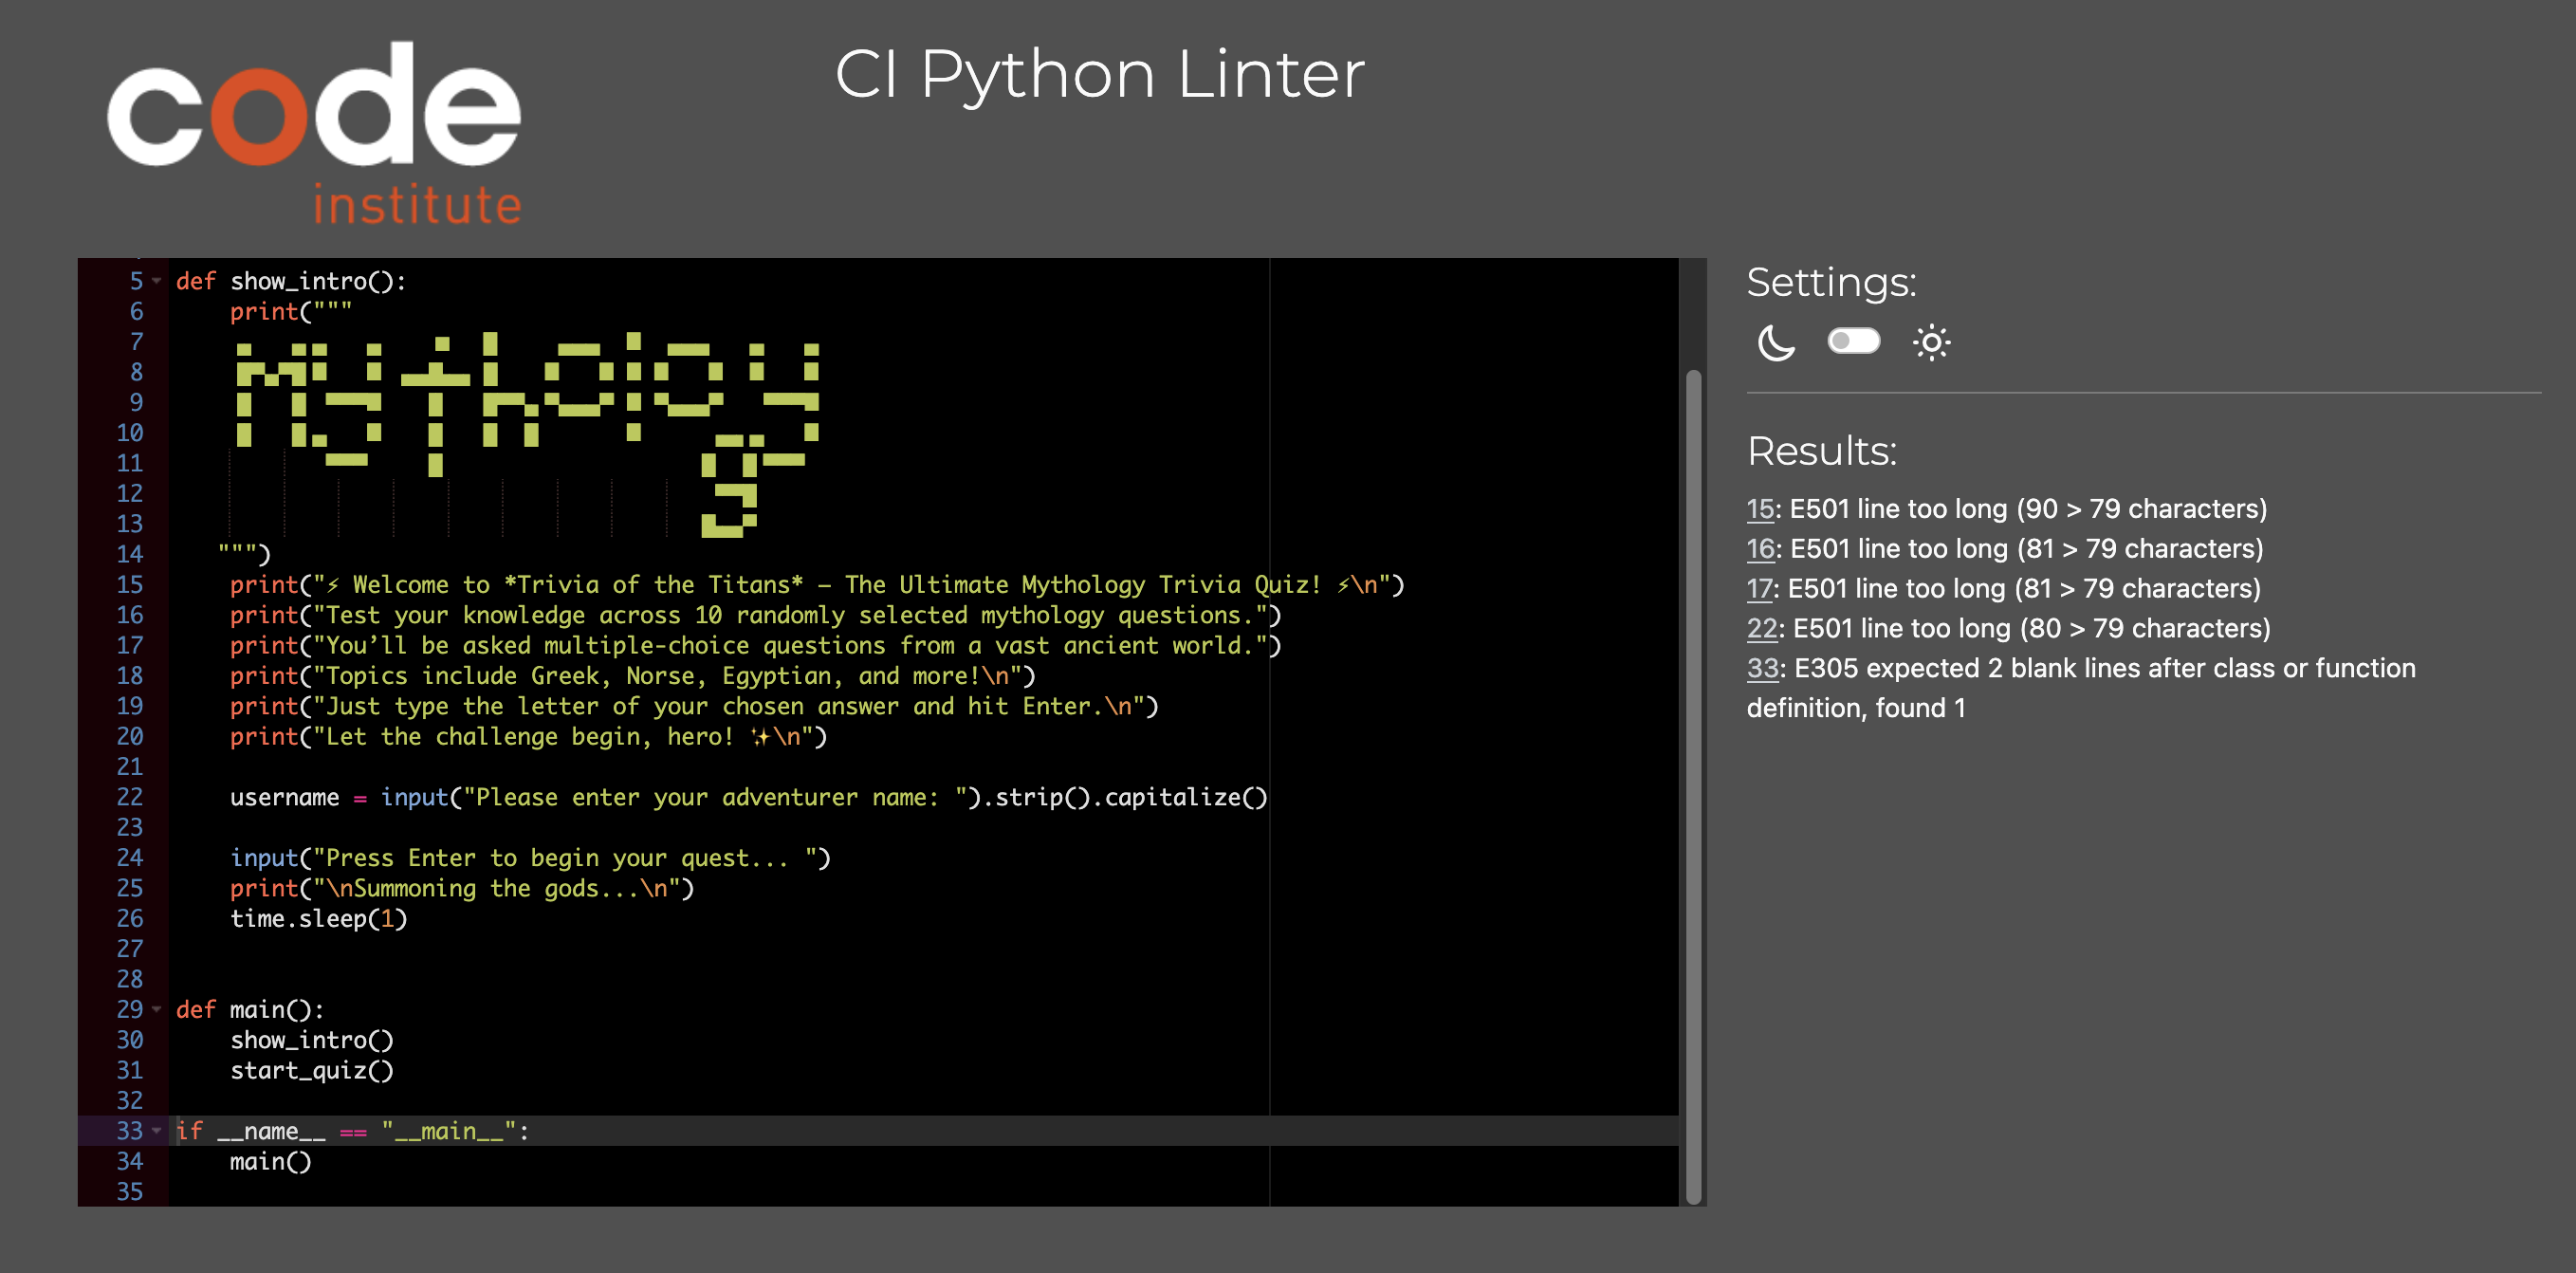 code
institute
CI Python Linter
5 def show_intro():
6     print("""
7
8
9
10
11
12
13
14    """)
15     print("⚡ Welcome to *Trivia of the Titans* – The Ultimate Mythology Trivia Quiz! ⚡\n")
16     print("Test your knowledge across 10 randomly selected mythology questions.")
17     print("You’ll be asked multiple-choice questions from a vast ancient world.")
18     print("Topics include Greek, Norse, Egyptian, and more!\n")
19     print("Just type the letter of your chosen answer and hit Enter.\n")
20     print("Let the challenge begin, hero! ✨\n")
21
22     username = input("Please enter your adventurer name: ").strip().capitalize()
23
24     input("Press Enter to begin your quest... ")
25     print("\nSummoning the gods...\n")
26     time.sleep(1)
27
28
29 def main():
30     show_intro()
31     start_quiz()
32
33 if __name__ == "__main__":
34     main()
35
Mythology
Settings:
Results:
15: E501 line too long (90 > 79 characters)
16: E501 line too long (81 > 79 characters)
17: E501 line too long (81 > 79 characters)
22: E501 line too long (80 > 79 characters)
33: E305 expected 2 blank lines after class or function
definition, found 1